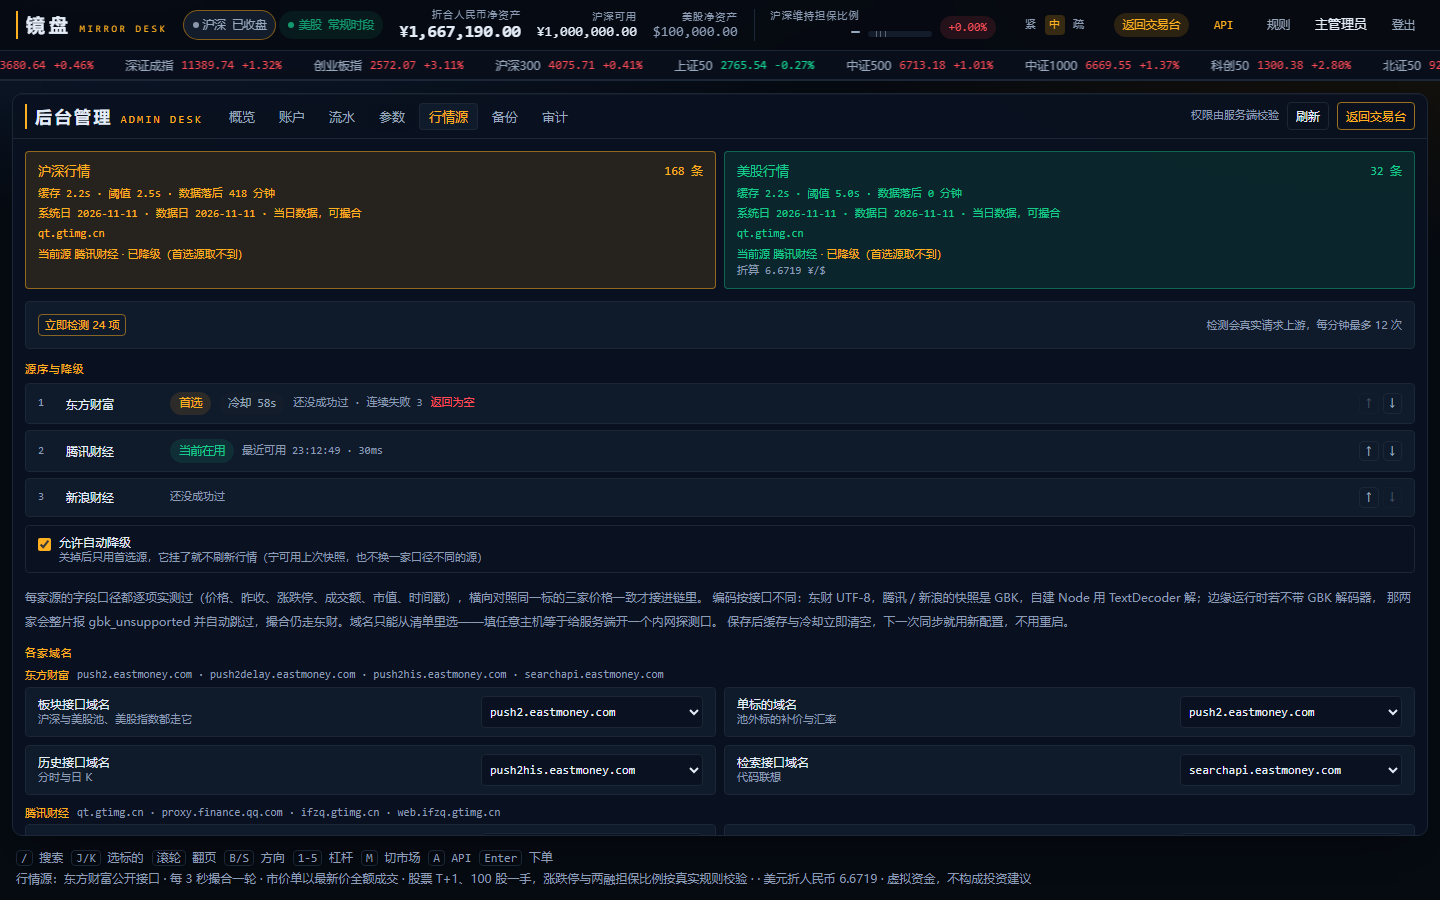 镜盘 MIRROR DESK
沪深 已收盘
美股 常规时段
折合人民币净资产
¥1,667,190.00
沪深可用
¥1,000,000.00
美股净资产
$100,000.00
沪深维持担保比例
—
+0.00%
紧 中 疏
返回交易台
API
规则
主管理员
登出
3680.64 +0.46% 深证成指 11389.74 +1.32% 创业板指 2572.07 +3.11% 沪深300 4075.71 +0.41% 上证50 2765.54 -0.27% 中证500 6713.18 +1.01% 中证1000 6669.55 +1.37% 科创50 1300.38 +2.80% 北证50 92
后台管理 ADMIN DESK 概览 账户 流水 参数 行情源 备份 审计 权限由服务端校验 刷新 返回交易台
沪深行情 168 条
缓存 2.2s · 阈值 2.5s · 数据落后 418 分钟
系统日 2026-11-11 · 数据日 2026-11-11 · 当日数据，可撮合
qt.gtimg.cn
当前源 腾讯财经 · 已降级（首选源取不到）
美股行情 32 条
缓存 2.2s · 阈值 5.0s · 数据落后 0 分钟
系统日 2026-11-11 · 数据日 2026-11-11 · 当日数据，可撮合
qt.gtimg.cn
当前源 腾讯财经 · 已降级（首选源取不到）
折算 6.6719 ¥/$
立即检测 24 项 检测会真实请求上游，每分钟最多 12 次
源序与降级
1 东方财富 首选 冷却 58s 还没成功过 · 连续失败 3 返回为空 ↑ ↓
2 腾讯财经 当前在用 最近可用 23:12:49 · 30ms ↑ ↓
3 新浪财经 还没成功过 ↑ ↓
允许自动降级
关掉后只用首选源，它挂了就不刷新行情（宁可用上次快照，也不换一家口径不同的源）
每家源的字段口径都逐项实测过（价格、昨收、涨跌停、成交额、市值、时间戳），横向对照同一标的三家价格一致才接进链里。 编码按接口不同：东财 UTF-8，腾讯 / 新浪的快照是 GBK，自建 Node 用 TextDecoder 解；边缘运行时若不带 GBK 解码器， 那两
家会整片报 gbk_unsupported 并自动跳过，撮合仍走东财。域名只能从清单里选——填任意主机等于给服务端开一个内网探测口。 保存后缓存与冷却立即清空，下一次同步就用新配置，不用重启。
各家域名
东方财富 push2.eastmoney.com · push2delay.eastmoney.com · push2his.eastmoney.com · searchapi.eastmoney.com
板块接口域名
沪深与美股池、美股指数都走它
push2.eastmoney.com
单标的域名
池外标的补价与汇率
push2.eastmoney.com
历史接口域名
分时与日 K
push2his.eastmoney.com
检索接口域名
代码联想
searchapi.eastmoney.com
腾讯财经 qt.gtimg.cn · proxy.finance.qq.com · ifzq.gtimg.cn · web.ifzq.gtimg.cn
/ 搜索 J/K 选标的 滚轮 翻页 B/S 方向 1-5 杠杆 M 切市场 A API Enter 下单
行情源：东方财富公开接口 · 每 3 秒撮合一轮 · 市价单以最新价全额成交 · 股票 T+1、100 股一手，涨跌停与两融担保比例按真实规则校验 · · 美元折人民币 6.6719 · 虚拟资金，不构成投资建议